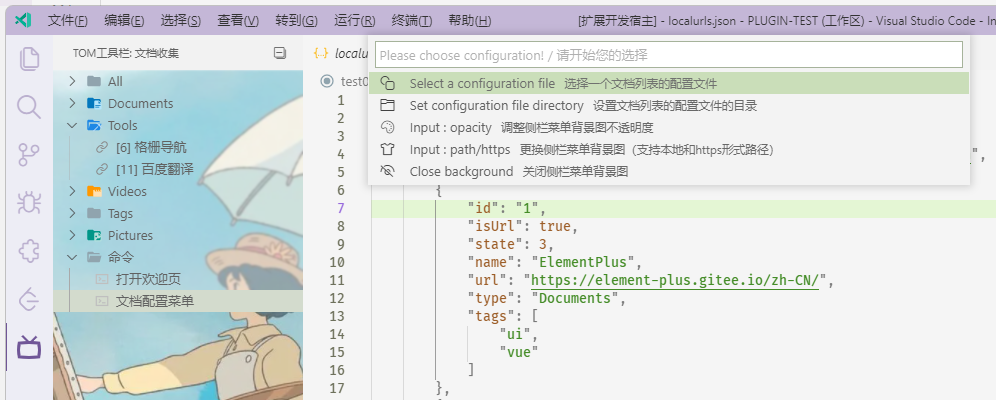 文件(F) 编辑(E) 选择(S) 查看(V) 转到(G) 运行(R) 终端(T) 帮助(H) [扩展开发宿主] - localurls.json - PLUGIN-TEST (工作区) - Visual Studio Code - In
TOM工具栏: 文档收集
{..} localu
Please choose configuration! / 请开始您的选择
Select a configuration file 选择一个文档列表的配置文件
Set configuration file directory 设置文档列表的配置文件的目录
Input : opacity 调整侧栏菜单背景图不透明度
Input : path/https 更换侧栏菜单背景图（支持本地和https形式路径）
Close background 关闭侧栏菜单背景图
All
Documents
Tools
[6] 格栅导航
[11] 百度翻译
Videos
Tags
Pictures
命令
打开欢迎页
文档配置菜单
test
1
4 ",
5
6 {
7 "id": "1",
8 "isUrl": true,
9 "state": 3,
10 "name": "ElementPlus",
11 "url": "https://element-plus.gitee.io/zh-CN/",
12 "type": "Documents",
13 "tags": [
14 "ui",
15 "vue"
16 ]
17 },